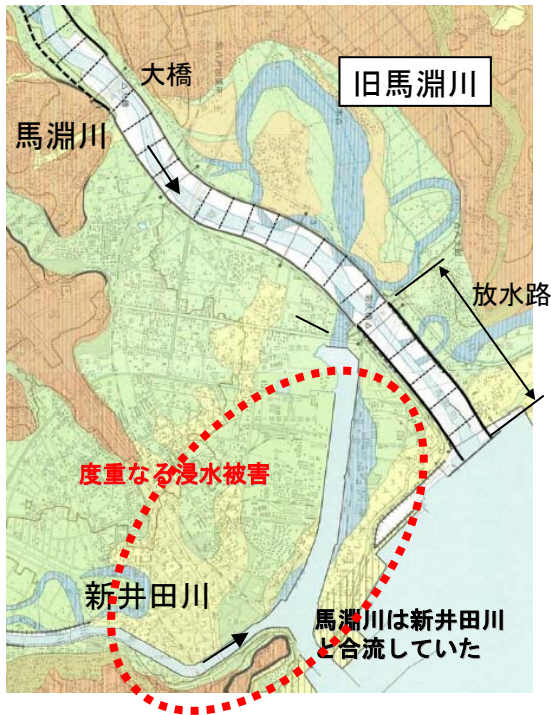 大橋
旧馬淵川
馬淵川
放水路
度重なる浸水被害
新井田川
馬淵川は新井田川
と合流していた